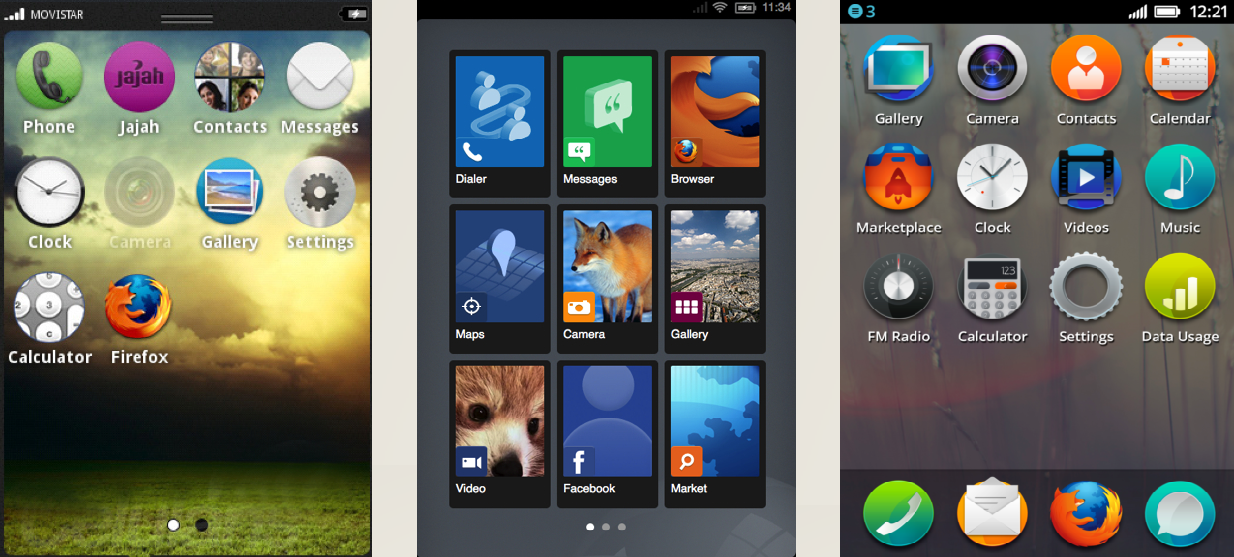 MOVISTAR
jajah
Phone Jajah Contacts Messages
Clock Camera Gallery Settings
3
Calculator Firefox
11:34
Dialer Messages Browser
Maps Camera Gallery
f
Video Facebook Market
3 12:21
Gallery Camera Contacts Calendar
Marketplace Clock Videos Music
123
FM Radio Calculator Settings Data Usage